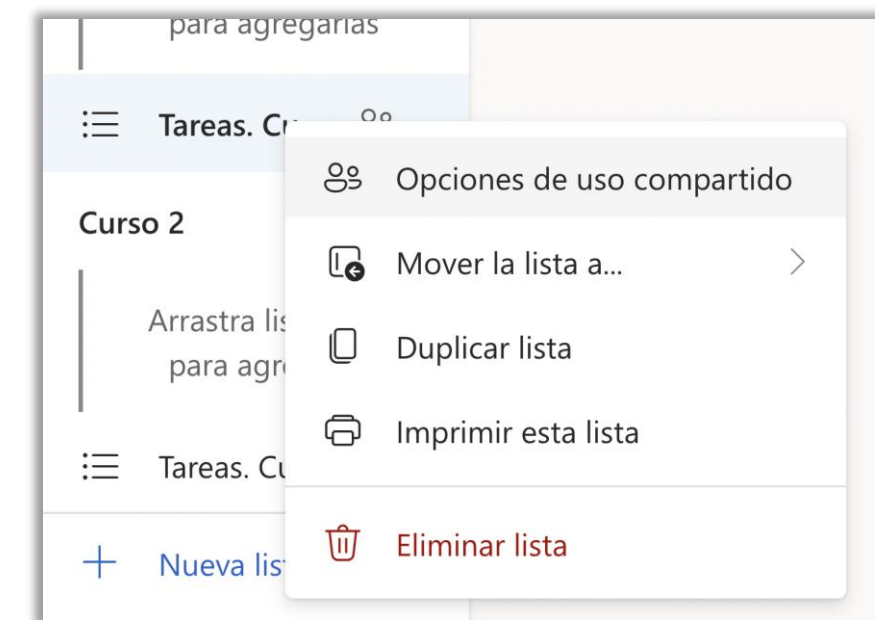 para agregarlas
Tareas. Cu
Opciones de uso compartido
Curso 2
Mover la lista a...
Arrastra lis
Duplicar lista
para agre
Imprimir esta lista
Tareas. Cu
Eliminar lista
Nueva list